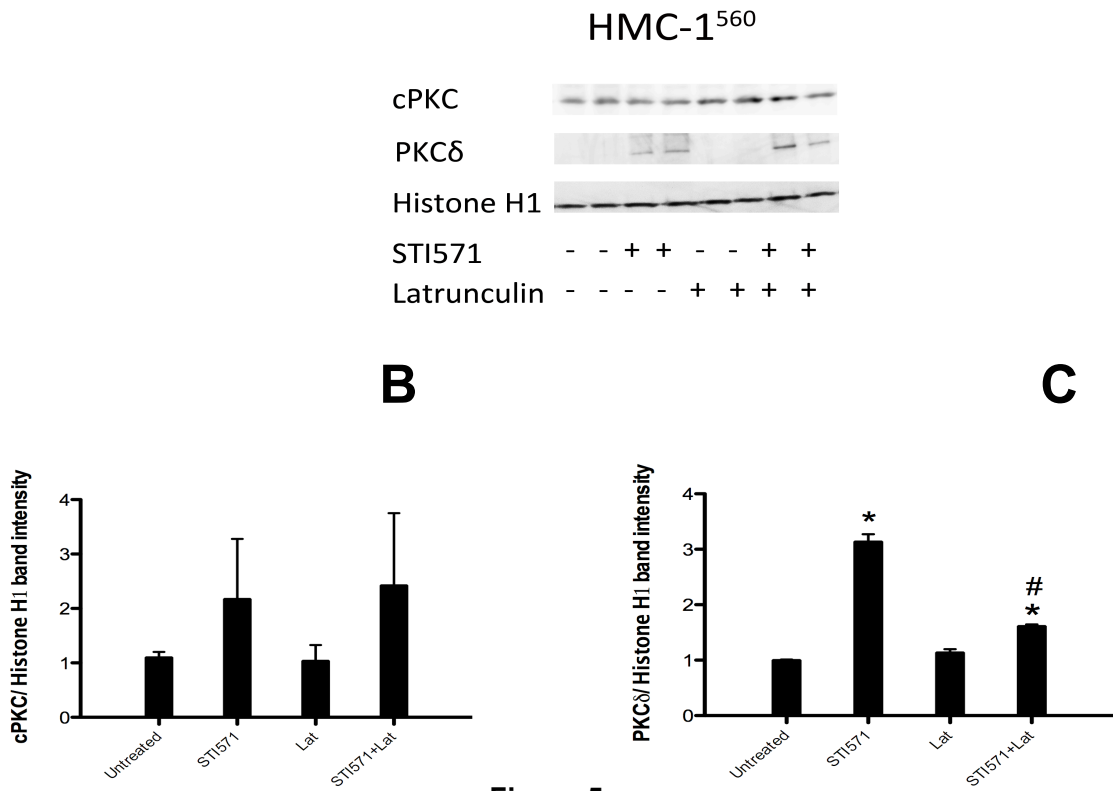 HMC-1⁵⁶⁰
cPKC
PKCδ
Histone H1
STI571 - - + + - - + +
Latrunculin - - - - + + + +
B
cPKC/ Histone H1 band intensity
4
3
2
1
0
Untreated
STI571
Lat
STI571+Lat
C
PKCδ/ Histone H1 band intensity
4
3
2
1
0
*
#
*
Untreated
STI571
Lat
STI571+Lat